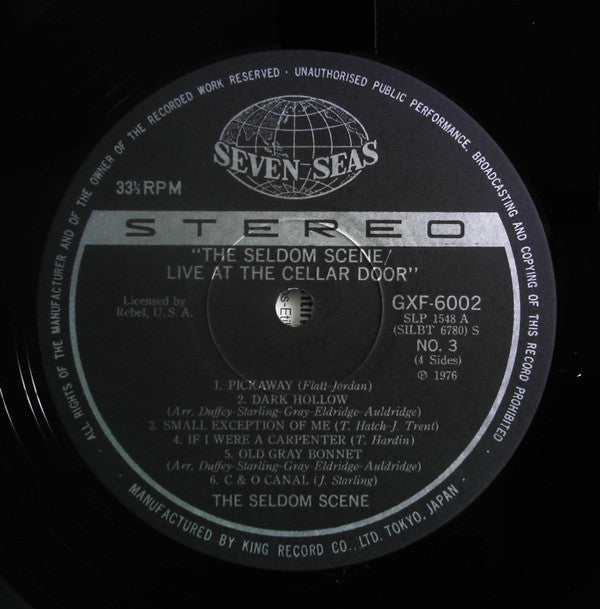 ALL RIGHTS OF THE MANUFACTURER AND OF THE OWNER OF THE RECORDED WORK RESERVED · UNAUTHORISED PUBLIC PERFORMANCE, BROADCASTING AND COPYING OF THIS RECORD PROHIBITED
SEVEN SEAS
33⅓ RPM
STEREO
"THE SELDOM SCENE/
LIVE AT THE CELLAR DOOR"
Licensed by
Rebel, U. S. A.
GXF-6002
SLP 1548 A
(SILBT 6780) S
NO. 3
(4 Sides)
℗ 1976
1. PICKAWAY (Flatt-Jordan)
2. DARK HOLLOW
(Arr. Duffey-Starling-Gray-Eldridge-Auldridge)
3. SMALL EXCEPTION OF ME (T. Hatch-J. Trent)
4. IF I WERE A CARPENTER (T. Hardin)
5. OLD GRAY BONNET
(Arr. Duffey-Starling-Gray-Eldridge-Auldridge)
6. C & O CANAL (J. Starling)
THE SELDOM SCENE
· MANUFACTURED BY KING RECORD CO., LTD. TOKYO, JAPAN ·